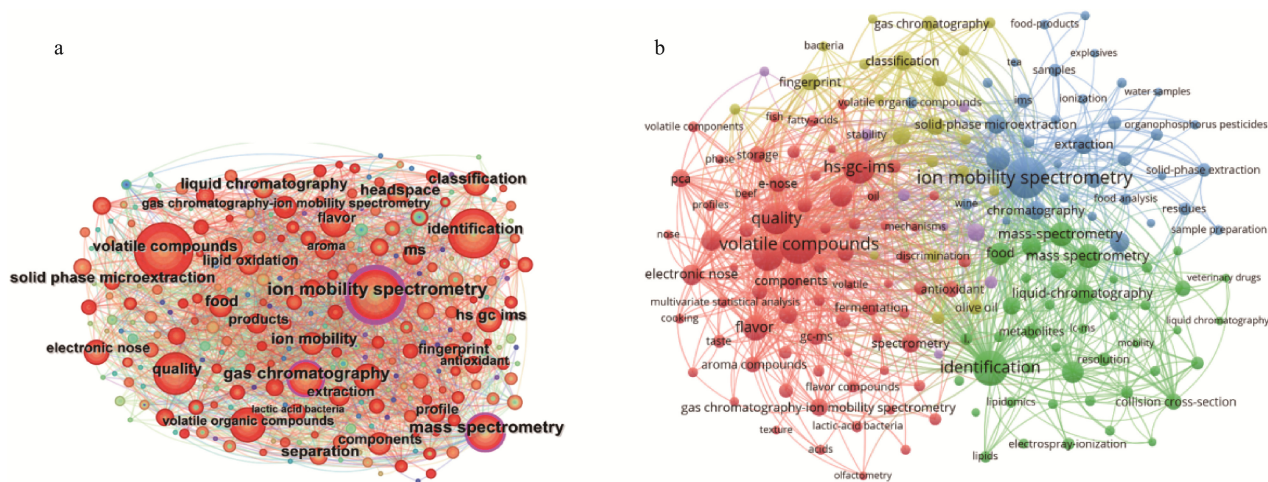 a
classification
liquid chromatography
headspace
gas chromatography-ion mobility spectrometry
flavor
identification
volatile compounds
aroma
ms
lipid oxidation
solid phase microextraction
ion mobility spectrometry
food
products
hs gc ims
ion mobility
electronic nose
fingerprint
antioxidant
quality
gas chromatography
extraction
lactic acid bacteria
profile
volatile organic compounds
mass spectrometry
components
separation
b
food-products
gas chromatography
bacteria
explosives
classification
tea
samples
fingerprint
water samples
volatile organic-compounds
ims
ionization
fish
fatty-acids
volatile components
solid-phase microextraction
organophosphorus pesticides
stability
extraction
phase
storage
hs-gc-ims
solid-phase extraction
pca
e-nose
ion mobility spectrometry
beef
oil
profiles
wine
food analysis
residues
quality
chromatography
nose
mechanisms
mass-spectrometry
sample preparation
volatile compounds
discrimination
food
mass spectrometry
electronic nose
components
volatile
antioxidant
liquid-chromatography
veterinary drugs
multivariate statistical analysis
fermentation
olive oil
cooking
flavor
metabolites
lc-ms
mobility
liquid chromatography
taste
gc-ms
spectrometry
resolution
aroma compounds
identification
flavor compounds
lipidomics
collision cross-section
gas chromatography-ion mobility spectrometry
texture
lactic-acid bacteria
electrospray-ionization
acids
lipids
olfactometry